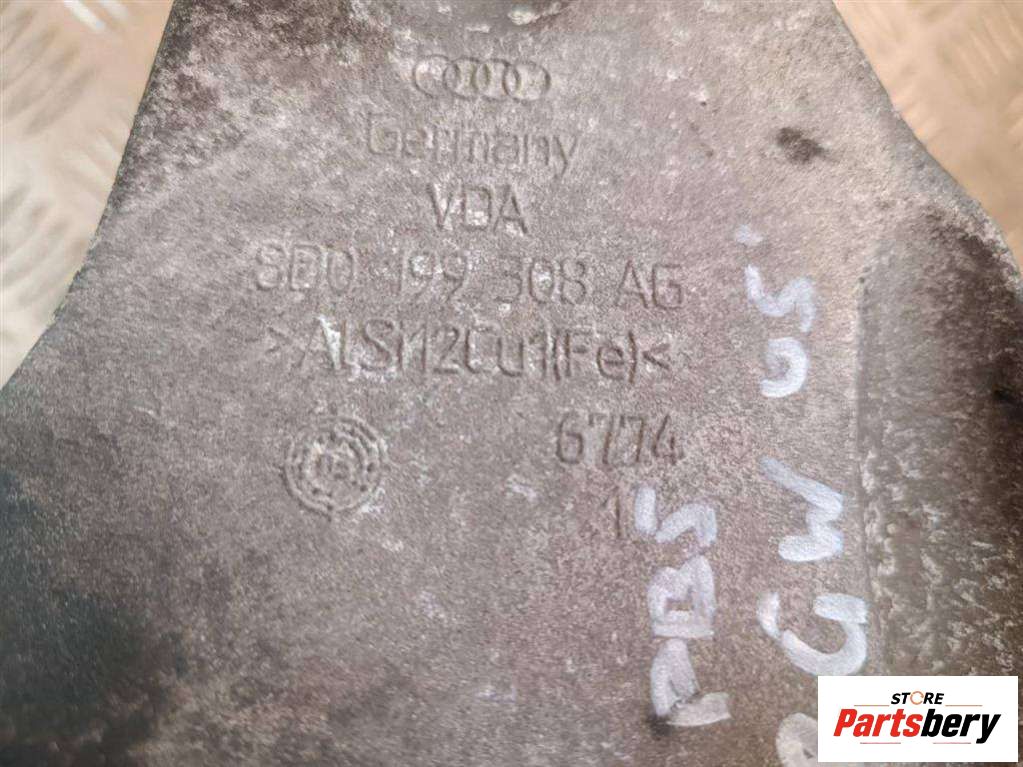 Germany
VDA
8D0 199 308 AG
>ALSi12Cu1(Fe)<
6774
1
PB5
GW 05
STORE
Partsbery